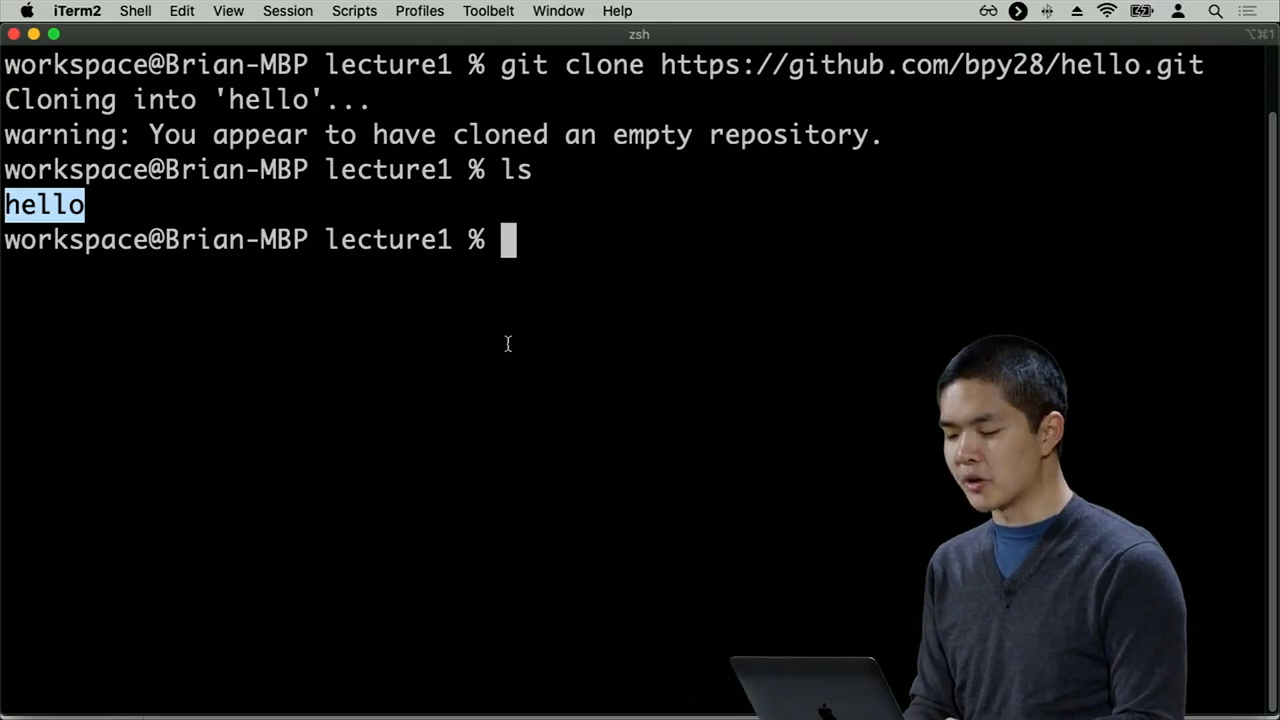 iTerm2 Shell Edit View Session Scripts Profiles Toolbelt Window Help
zsh
⌥⌘1
workspace@Brian-MBP lecture1 % git clone https://github.com/bpy28/hello.git
Cloning into 'hello'...
warning: You appear to have cloned an empty repository.
workspace@Brian-MBP lecture1 % ls
hello
workspace@Brian-MBP lecture1 %